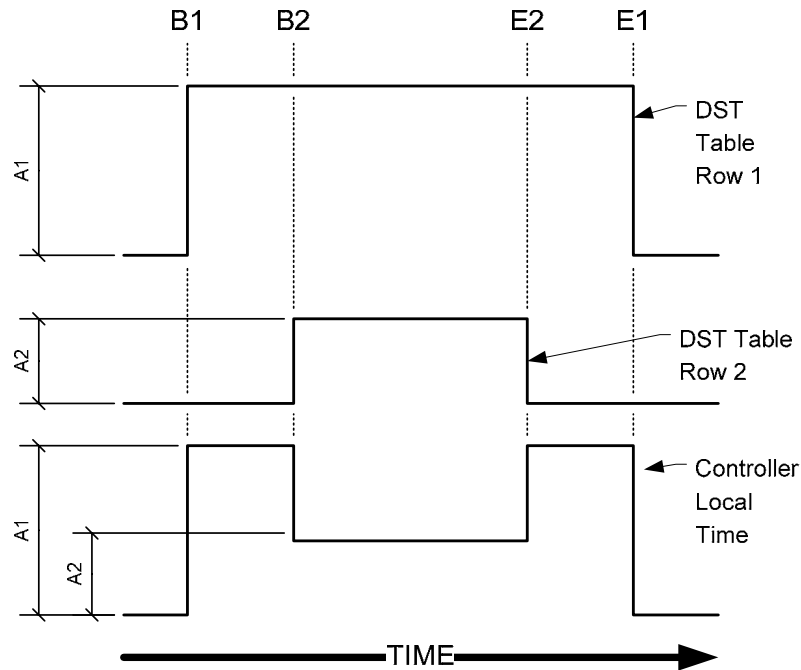 B1 B2 E2 E1
A1
DST
Table
Row 1
A2
DST Table
Row 2
A1
A2
Controller
Local
Time
TIME